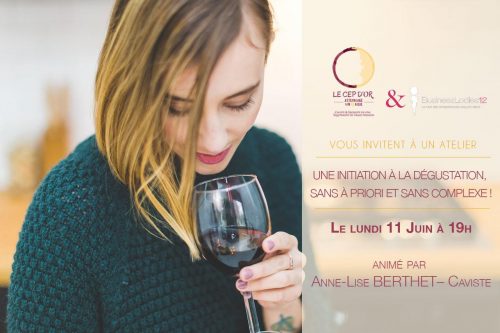 LE CEP D'OR
&
BusinessLadies12
VOUS INVITENT À UN ATELIER
UNE INITIATION À LA DÉGUSTATION,
SANS À PRIORI ET SANS COMPLEXE !
LE LUNDI 11 JUIN À 19H
ANIMÉ PAR
ANNE-LISE BERTHET– CAVISTE